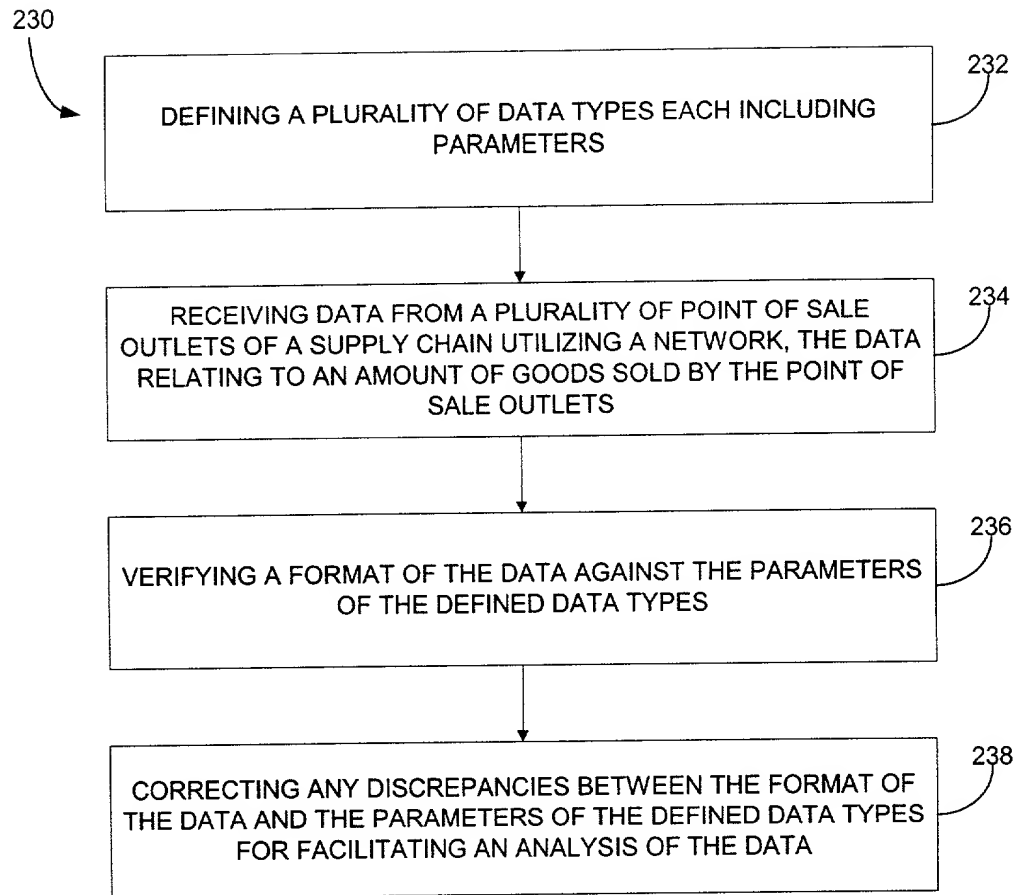 230
232
DEFINING A PLURALITY OF DATA TYPES EACH INCLUDING
PARAMETERS
234
RECEIVING DATA FROM A PLURALITY OF POINT OF SALE
OUTLETS OF A SUPPLY CHAIN UTILIZING A NETWORK, THE DATA
RELATING TO AN AMOUNT OF GOODS SOLD BY THE POINT OF
SALE OUTLETS
236
VERIFYING A FORMAT OF THE DATA AGAINST THE PARAMETERS
OF THE DEFINED DATA TYPES
238
CORRECTING ANY DISCREPANCIES BETWEEN THE FORMAT OF
THE DATA AND THE PARAMETERS OF THE DEFINED DATA TYPES
FOR FACILITATING AN ANALYSIS OF THE DATA